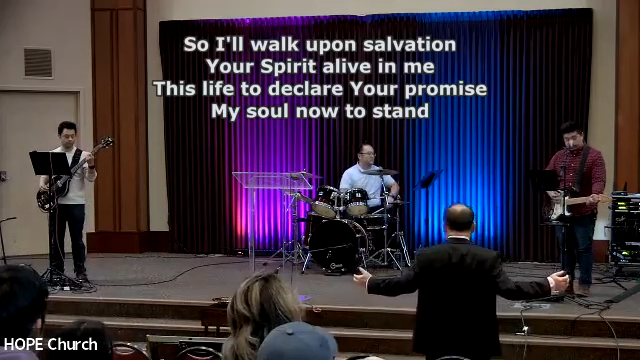 So I'll walk upon salvation
Your Spirit alive in me
This life to declare Your promise
My soul now to stand
HOPE Church